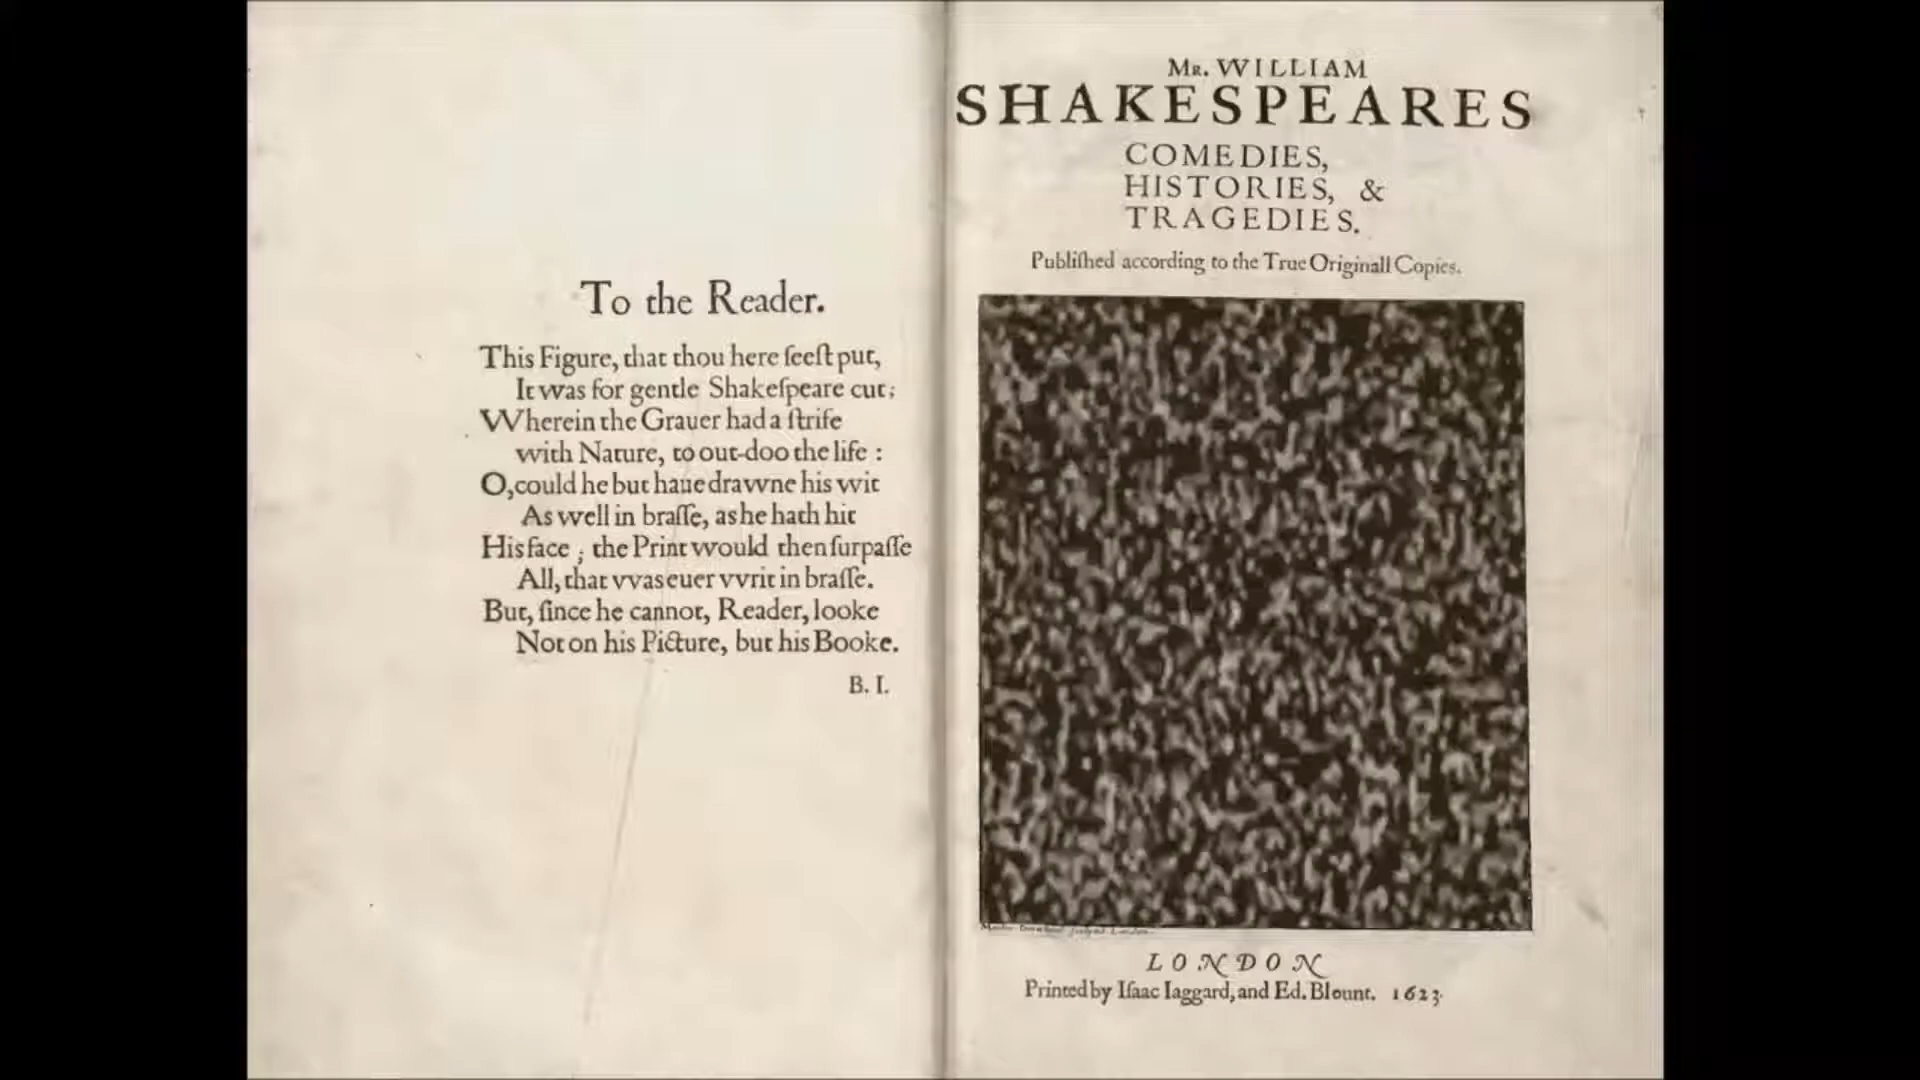 To the Reader.
This Figure, that thou here ſeeſt put,
It was for gentle Shakeſpeare cut;
Wherein the Grauer had a ſtrife
with Nature, to out-doo the life :
O, could he but haue dravvne his vvit
As vvell in braſſe, as he hath hit
His face ; the Print vvould then ſurpaſſe
All, that vvas euer vvrit in braſſe.
But, ſince he cannot, Reader, looke
Not on his Picture, but his Booke.
B. I.
Mr. WILLIAM
SHAKESPEARES
COMEDIES,
HISTORIES, &
TRAGEDIES.
Publiſhed according to the True Originall Copies.
LONDON
Printed by Iſaac Iaggard, and Ed. Blount. 1623.